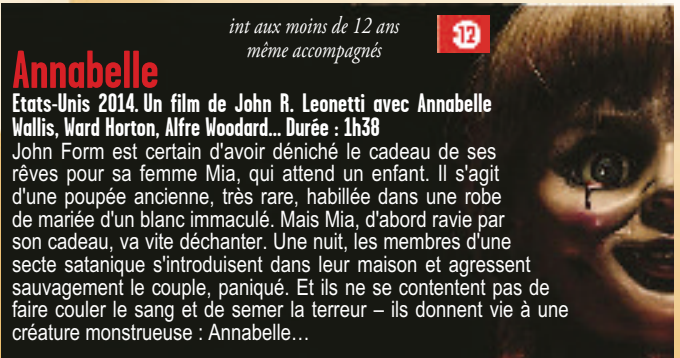 int aux moins de 12 ans
même accompagnés
-12
Annabelle
Etats-Unis 2014. Un film de John R. Leonetti avec Annabelle
Wallis, Ward Horton, Alfre Woodard... Durée : 1h38
John Form est certain d'avoir déniché le cadeau de ses
rêves pour sa femme Mia, qui attend un enfant. Il s'agit
d'une poupée ancienne, très rare, habillée dans une robe
de mariée d'un blanc immaculé. Mais Mia, d'abord ravie par
son cadeau, va vite déchanter. Une nuit, les membres d'une
secte satanique s'introduisent dans leur maison et agressent
sauvagement le couple, paniqué. Et ils ne se contentent pas de
faire couler le sang et de semer la terreur – ils donnent vie à une
créature monstrueuse : Annabelle…